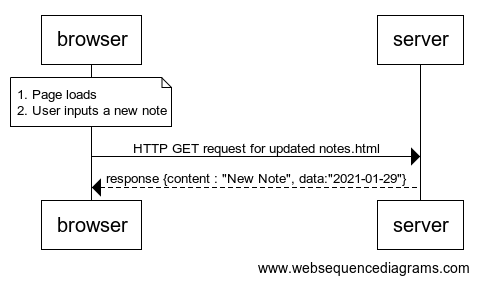 browser
server
1. Page loads
2. User inputs a new note
HTTP GET request for updated notes.html
response {content : "New Note", data:"2021-01-29"}
browser
server
www.websequencediagrams.com